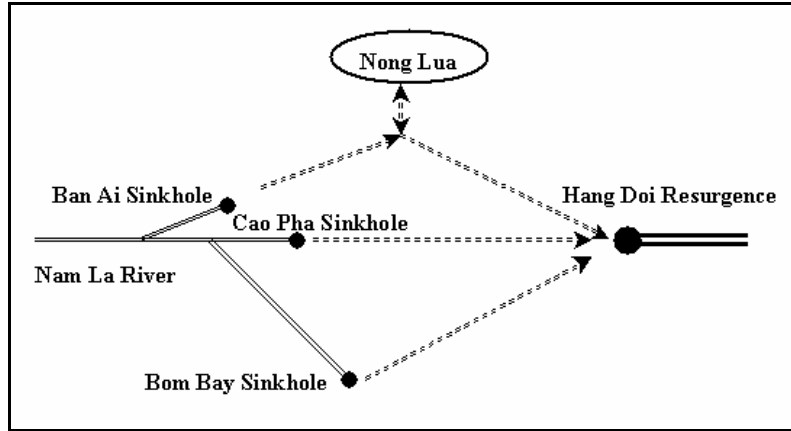 Nong Lua
Ban Ai Sinkhole
Hang Doi Resurgence
Cao Pha Sinkhole
Nam La River
Bom Bay Sinkhole